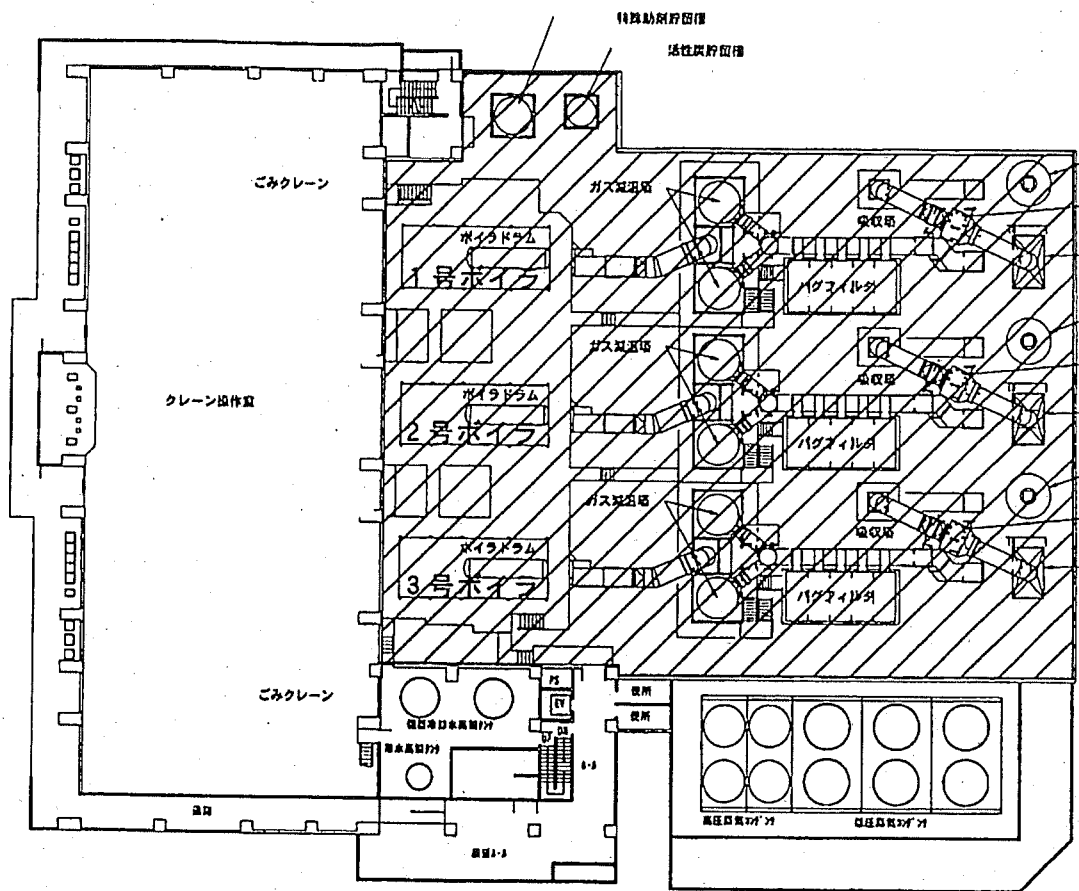 特殊助剤貯留槽
活性炭貯留槽
ごみクレーン
ガス減温塔
吸収塔
ボイラドラム
1号ボイラ
バグフィルタ
ガス減温塔
吸収塔
クレーン操作室
ボイラドラム
2号ボイラ
バグフィルタ
ガス減温塔
吸収塔
ボイラドラム
3号ボイラ
バグフィルタ
ごみクレーン
PS
EV
便所
便所
高圧蒸気コンデンサ
低圧蒸気コンデンサ